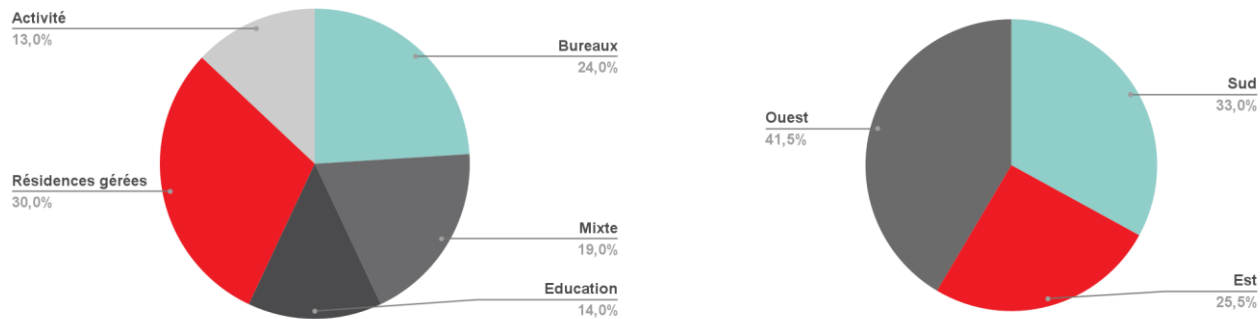 Activité
13,0%
Bureaux
24,0%
Résidences gérées
30,0%
Mixte
19,0%
Education
14,0%
Sud
33,0%
Ouest
41,5%
Est
25,5%